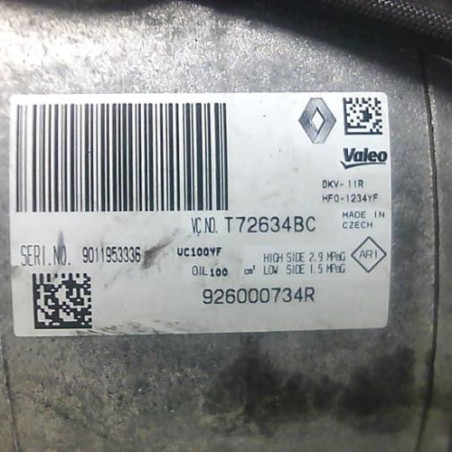 Valeo
DKV-11R
HFO-1234YF
V.C.NO. T72634BC
MADE IN
CZECH
SERI.NO. 9011953336
VC100YF
HIGH SIDE 2.9 MPaG
OIL 100 cm³ LOW SIDE 1.5 MPaG
AR1
926000734R